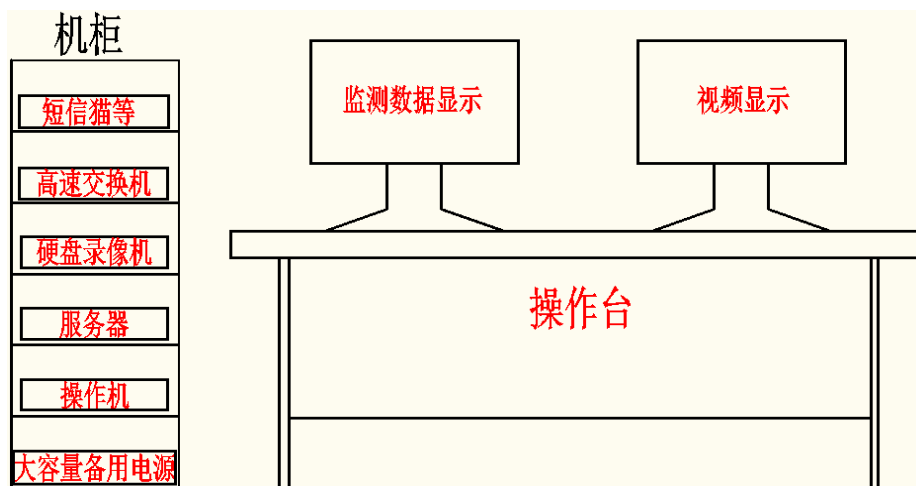 机柜
短信猫等
高速交换机
硬盘录像机
服务器
操作机
大容量备用电源
监测数据显示
视频显示
操作台